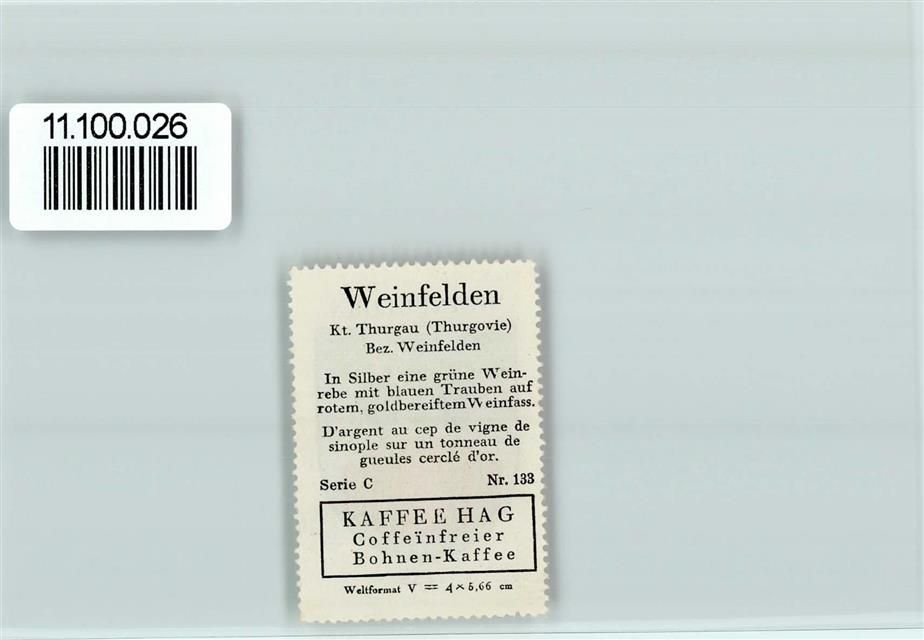 11.100.026
Weinfelden
Kt. Thurgau (Thurgovie)
Bez. Weinfelden
In Silber eine grüne Wein-
rebe mit blauen Trauben auf
rotem, goldbereiftem Weinfass.
D'argent au cep de vigne de
sinople sur un tonneau de
gueules cerclé d'or.
Serie C Nr. 133
KAFFEE HAG
Coffeïnfreier
Bohnen-Kaffee
Weltformat V = 4×5,66 cm